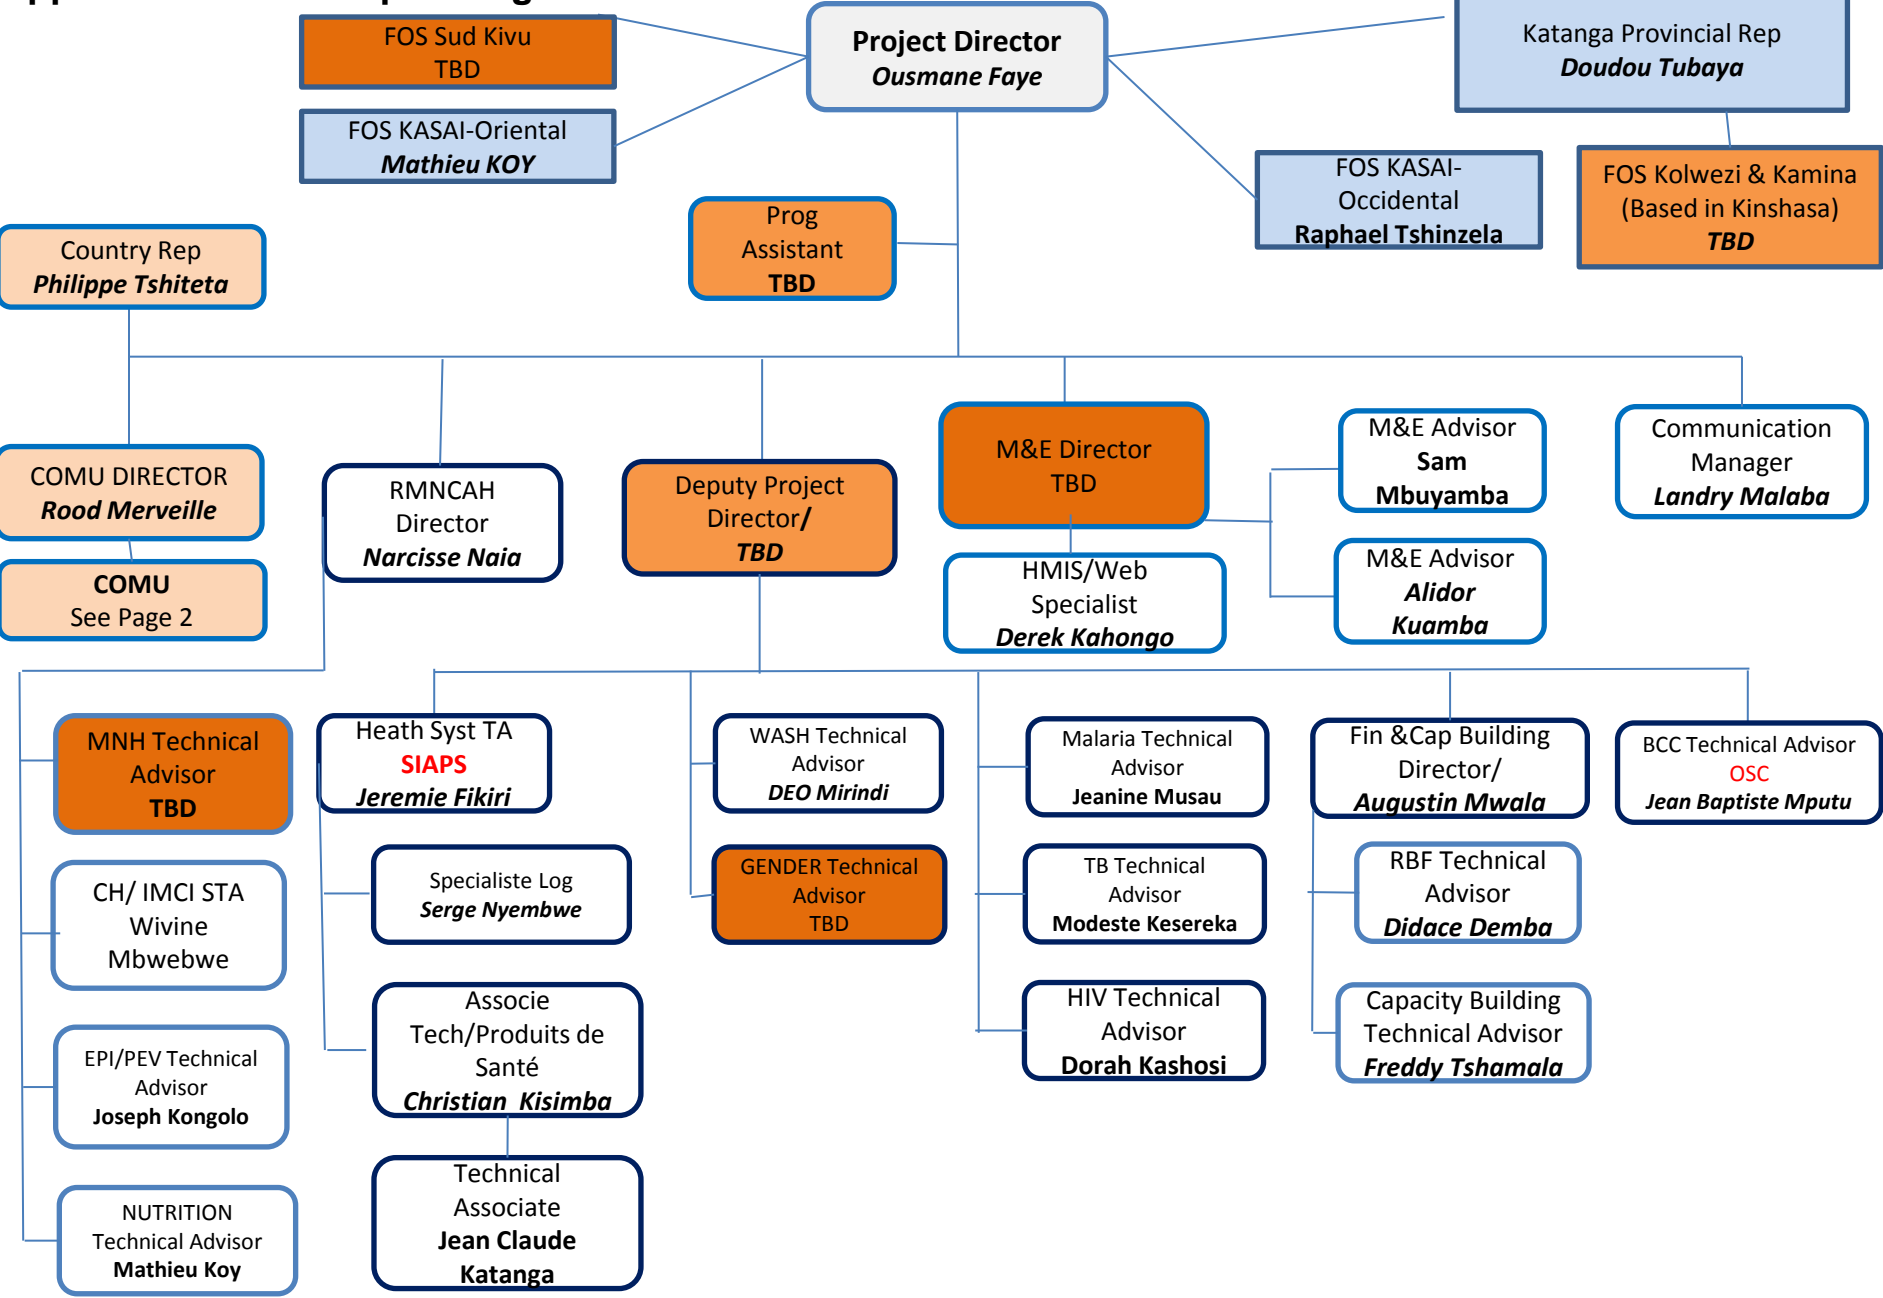 FOS Sud Kivu
TBD
Project Director
Ousmane Faye
Katanga Provincial Rep
Doudou Tubaya
FOS KASAI-Oriental
Mathieu KOY
FOS KASAI-
Occidental
Raphael Tshinzela
FOS Kolwezi & Kamina
(Based in Kinshasa)
TBD
Prog
Assistant
TBD
Country Rep
Philippe Tshiteta
COMU DIRECTOR
Rood Merveille
COMU
See Page 2
RMNCAH
Director
Narcisse Naia
Deputy Project
Director/
TBD
M&E Director
TBD
HMIS/Web
Specialist
Derek Kahongo
M&E Advisor
Sam
Mbuyamba
M&E Advisor
Alidor
Kuamba
Communication
Manager
Landry Malaba
MNH Technical
Advisor
TBD
CH/ IMCI STA
Wivine
Mbwebwe
EPI/PEV Technical
Advisor
Joseph Kongolo
NUTRITION
Technical Advisor
Mathieu Koy
Heath Syst TA
SIAPS
Jeremie Fikiri
Specialiste Log
Serge Nyembwe
Associe
Tech/Produits de
Santé
Christian Kisimba
Technical
Associate
Jean Claude
Katanga
WASH Technical
Advisor
DEO Mirindi
GENDER Technical
Advisor
TBD
Malaria Technical
Advisor
Jeanine Musau
TB Technical
Advisor
Modeste Kesereka
HIV Technical
Advisor
Dorah Kashosi
Fin &Cap Building
Director/
Augustin Mwala
RBF Technical
Advisor
Didace Demba
Capacity Building
Technical Advisor
Freddy Tshamala
BCC Technical Advisor
OSC
Jean Baptiste Mputu